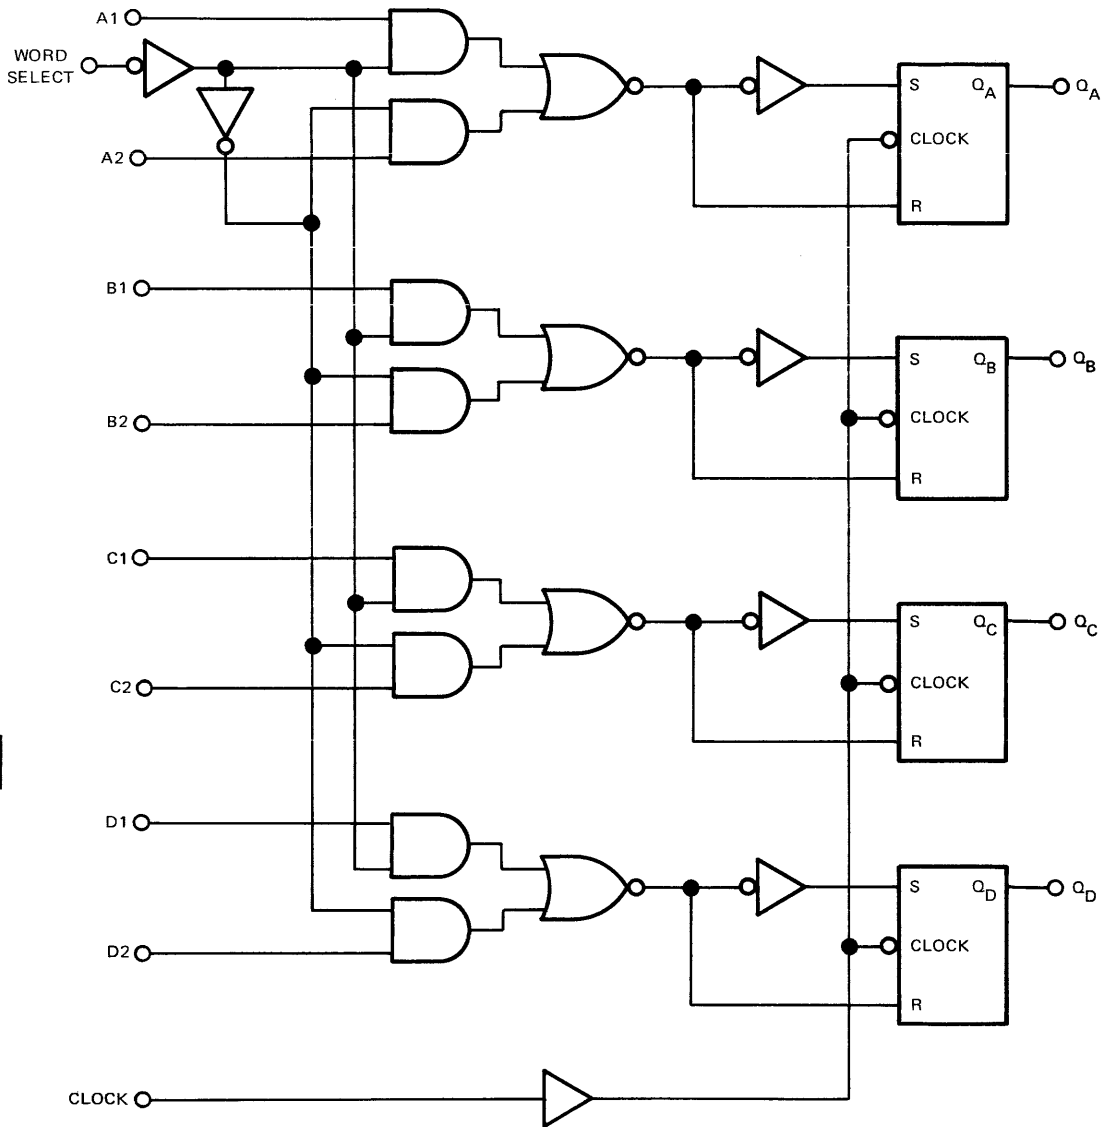 A1
WORD
SELECT
A2
S QA
CLOCK
R
QA
B1
B2
S QB
CLOCK
R
QB
C1
C2
S QC
CLOCK
R
QC
D1
D2
S QD
CLOCK
R
QD
CLOCK